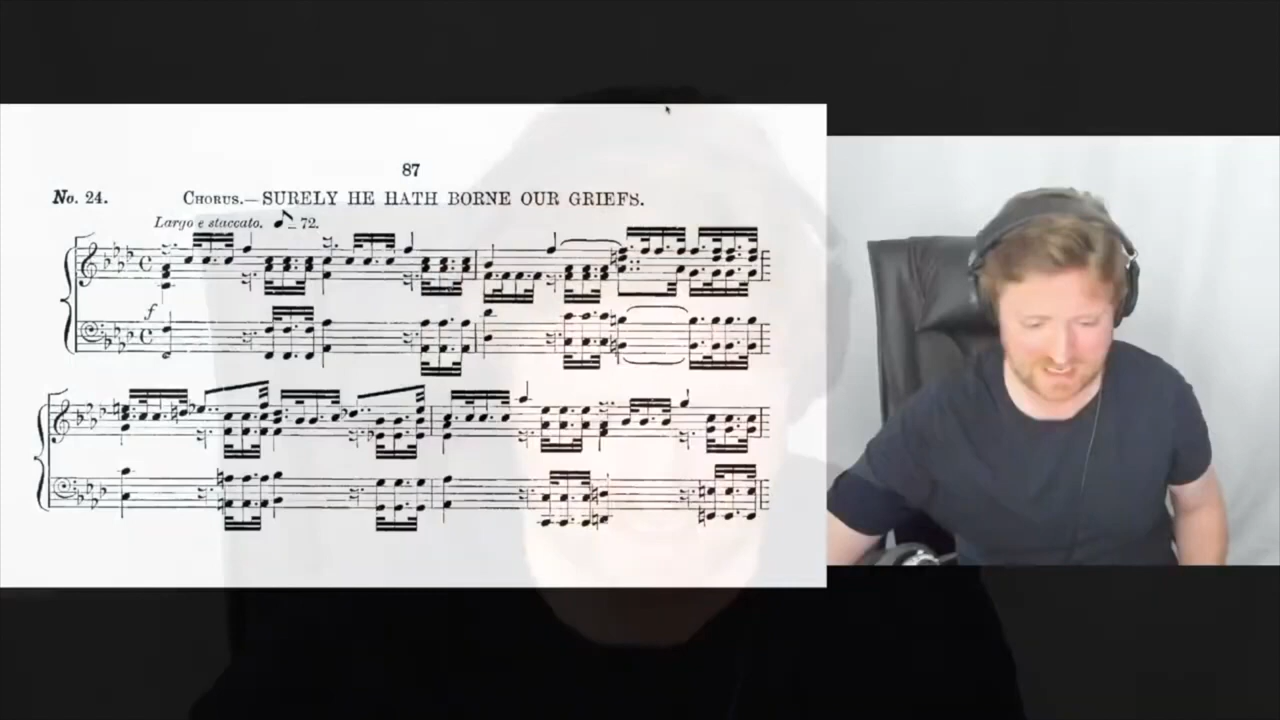 87
No. 24. CHORUS.—SURELY HE HATH BORNE OUR GRIEFS.
Largo e staccato. 72.
f